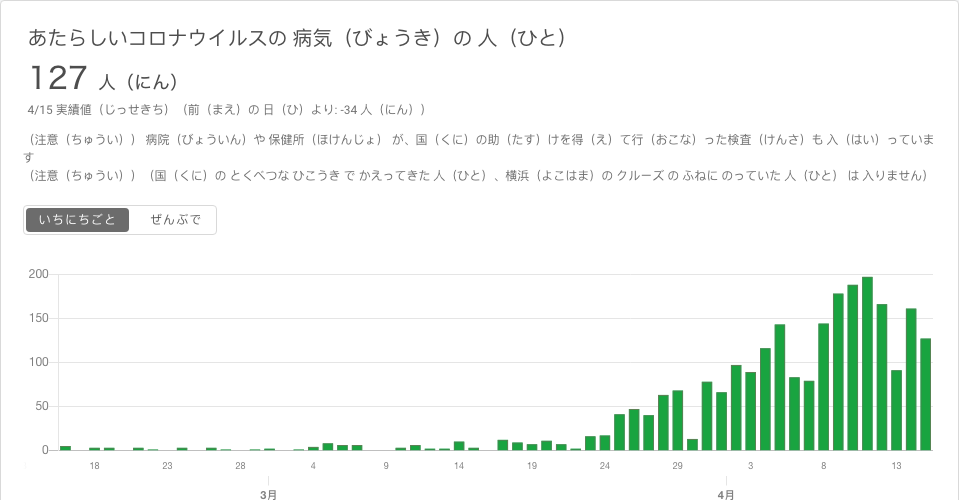 あたらしいコロナウイルスの 病気（びょうき）の 人（ひと）
127 人（にん）
4/15 実績値（じっせきち）（前（まえ）の 日（ひ）より: -34 人（にん））
（注意（ちゅうい）） 病院（びょういん）や 保健所（ほけんじょ） が、国（くに）の助（たす）けを得（え）て行（おこな）った検査（けんさ）も 入（はい）っていま
す
（注意（ちゅうい））（国（くに）の とくべつな ひこうき で かえってきた 人（ひと）、横浜（よこはま）の クルーズ の ふねに のっていた 人（ひと） は 入りません）
いちにちごと ぜんぶで
200
150
100
50
0
18 23 28 4 9 14 19 24 29 3 8 13
3月 4月